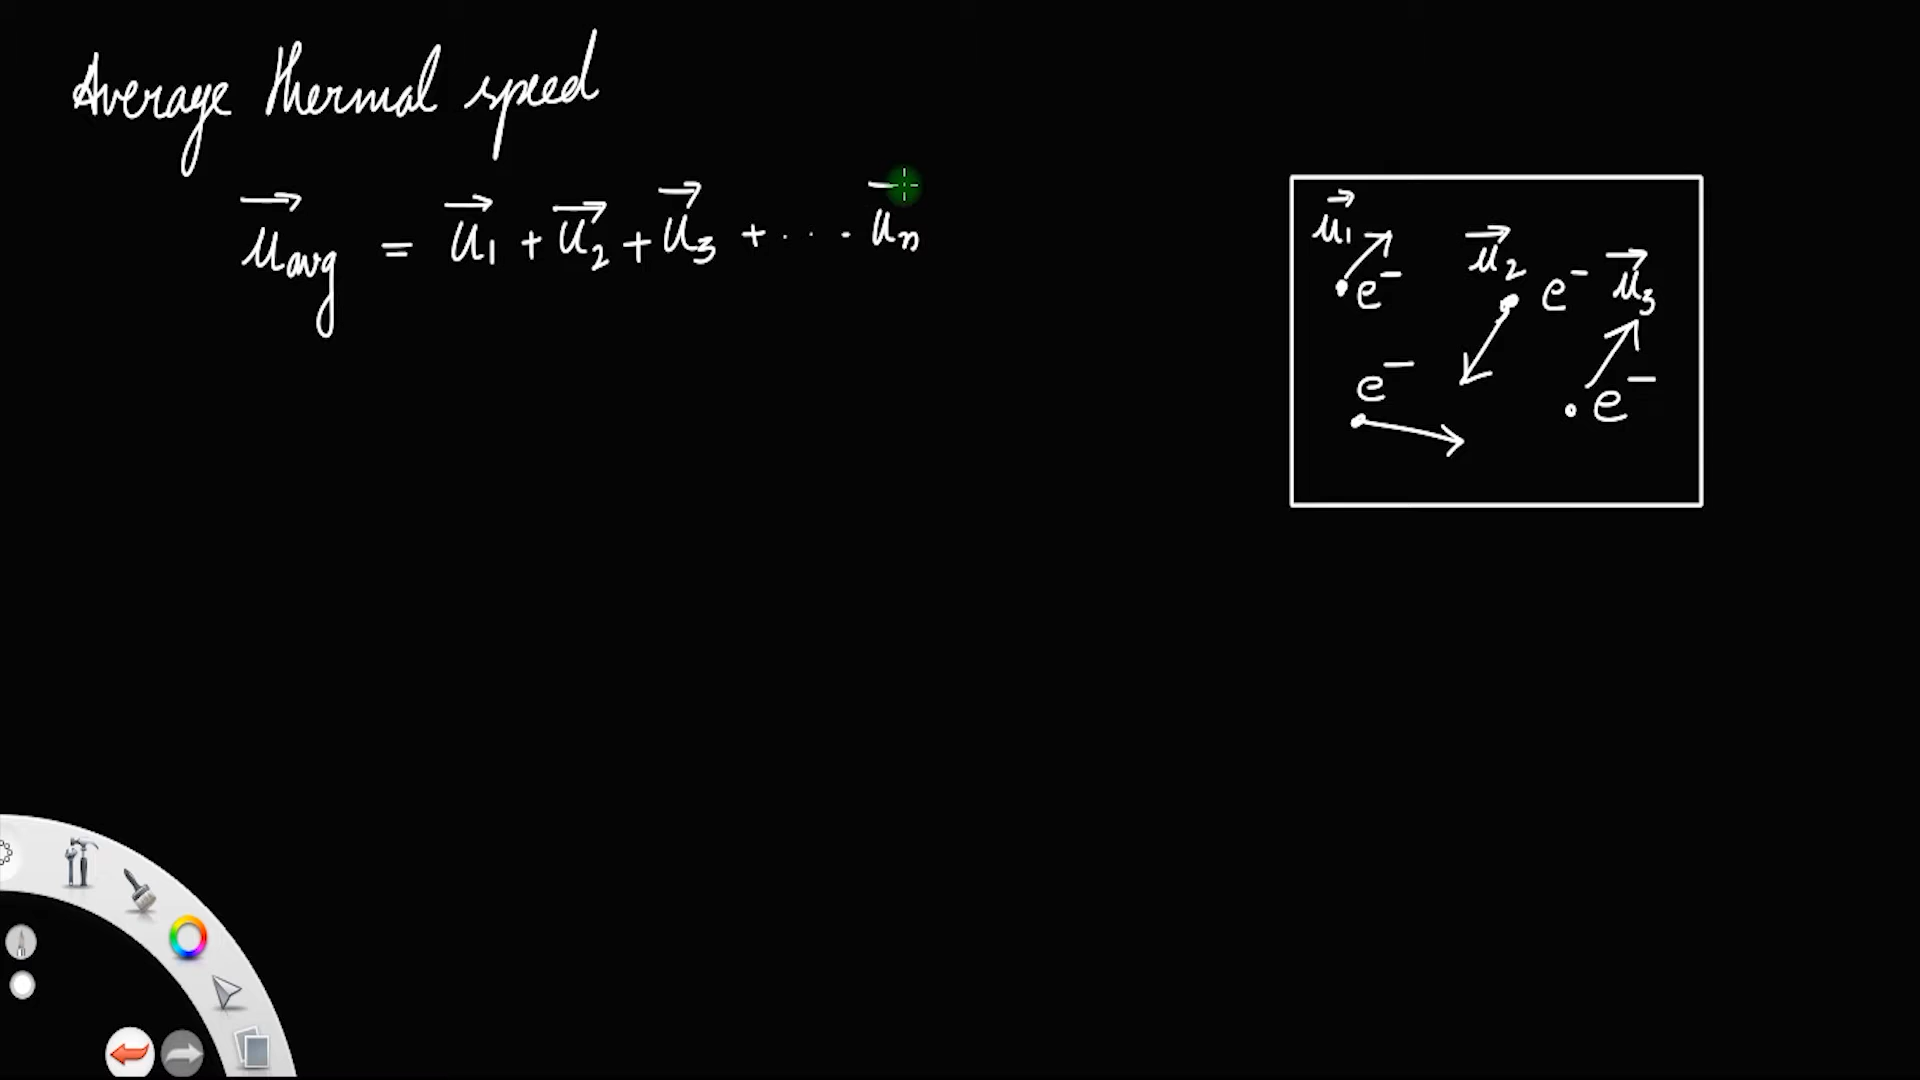 Average thermal speed
u⃗avg = u⃗1 + u⃗2 + u⃗3 + .... u̅n
u⃗1
e⁻
u⃗2
e⁻ u⃗3
e⁻
e⁻